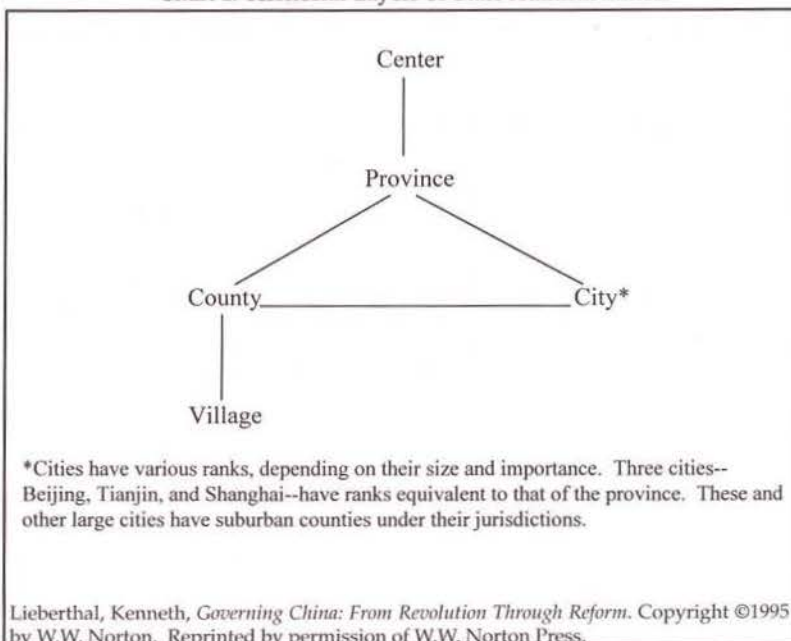 Center
Province
County
City*
Village
*Cities have various ranks, depending on their size and importance. Three cities--
Beijing, Tianjin, and Shanghai--have ranks equivalent to that of the province. These and
other large cities have suburban counties under their jurisdictions.
Lieberthal, Kenneth, Governing China: From Revolution Through Reform. Copyright ©1995
by W.W. Norton. Reprinted by permission of W.W. Norton Press.